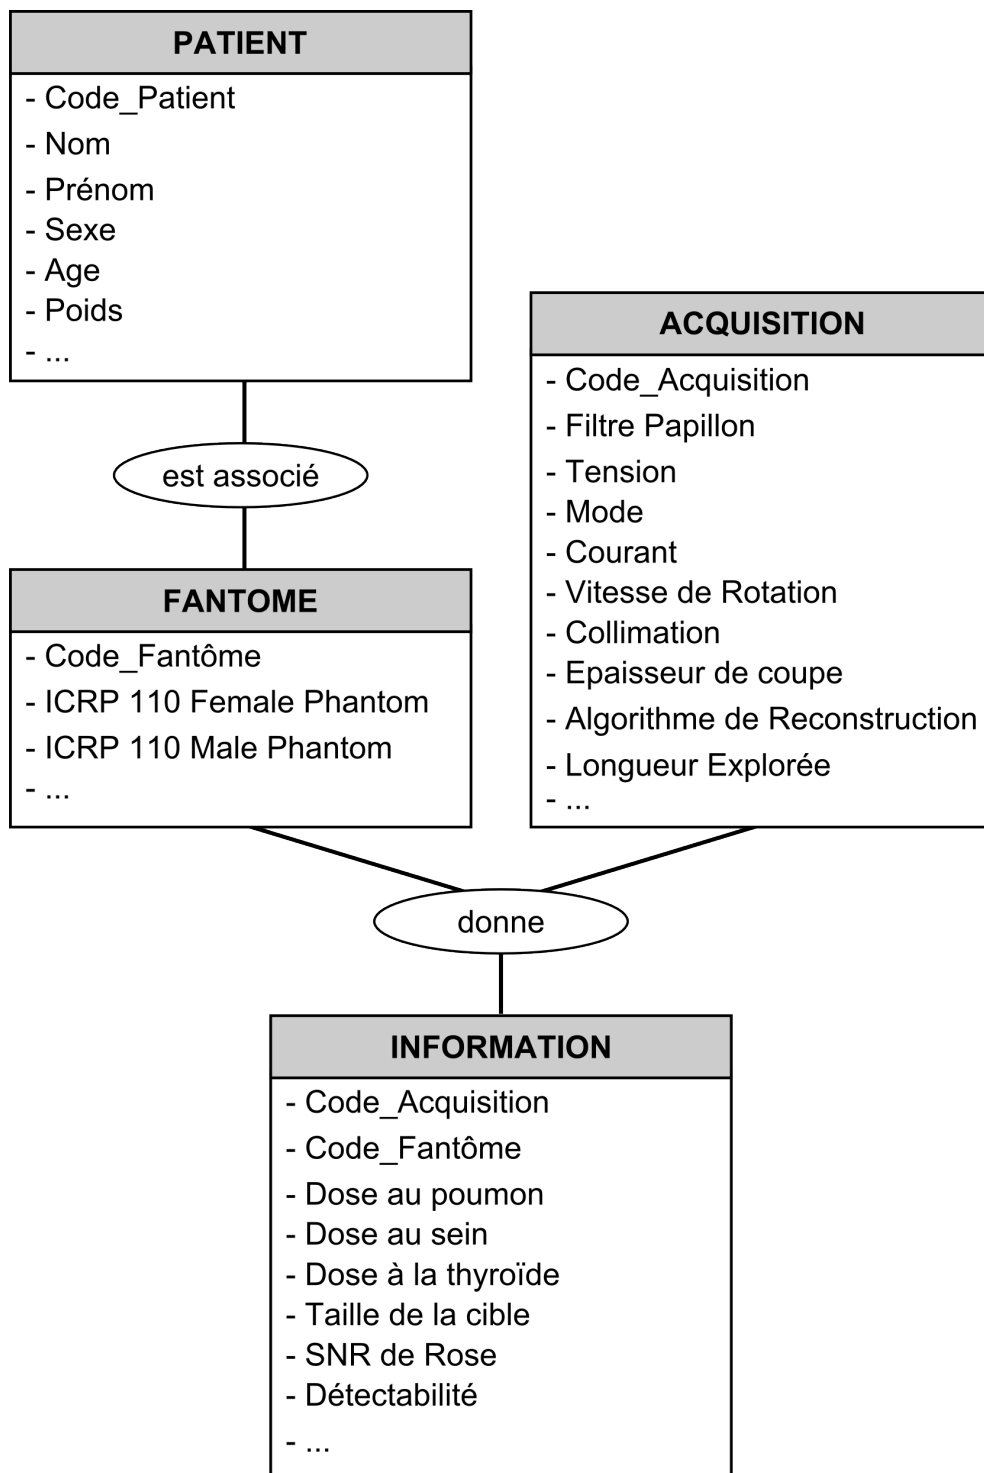 PATIENT
- Code_Patient
- Nom
- Prénom
- Sexe
- Age
- Poids
- ...
est associé
FANTOME
- Code_Fantôme
- ICRP 110 Female Phantom
- ICRP 110 Male Phantom
- ...
ACQUISITION
- Code_Acquisition
- Filtre Papillon
- Tension
- Mode
- Courant
- Vitesse de Rotation
- Collimation
- Epaisseur de coupe
- Algorithme de Reconstruction
- Longueur Explorée
- ...
donne
INFORMATION
- Code_Acquisition
- Code_Fantôme
- Dose au poumon
- Dose au sein
- Dose à la thyroïde
- Taille de la cible
- SNR de Rose
- Détectabilité
- ...